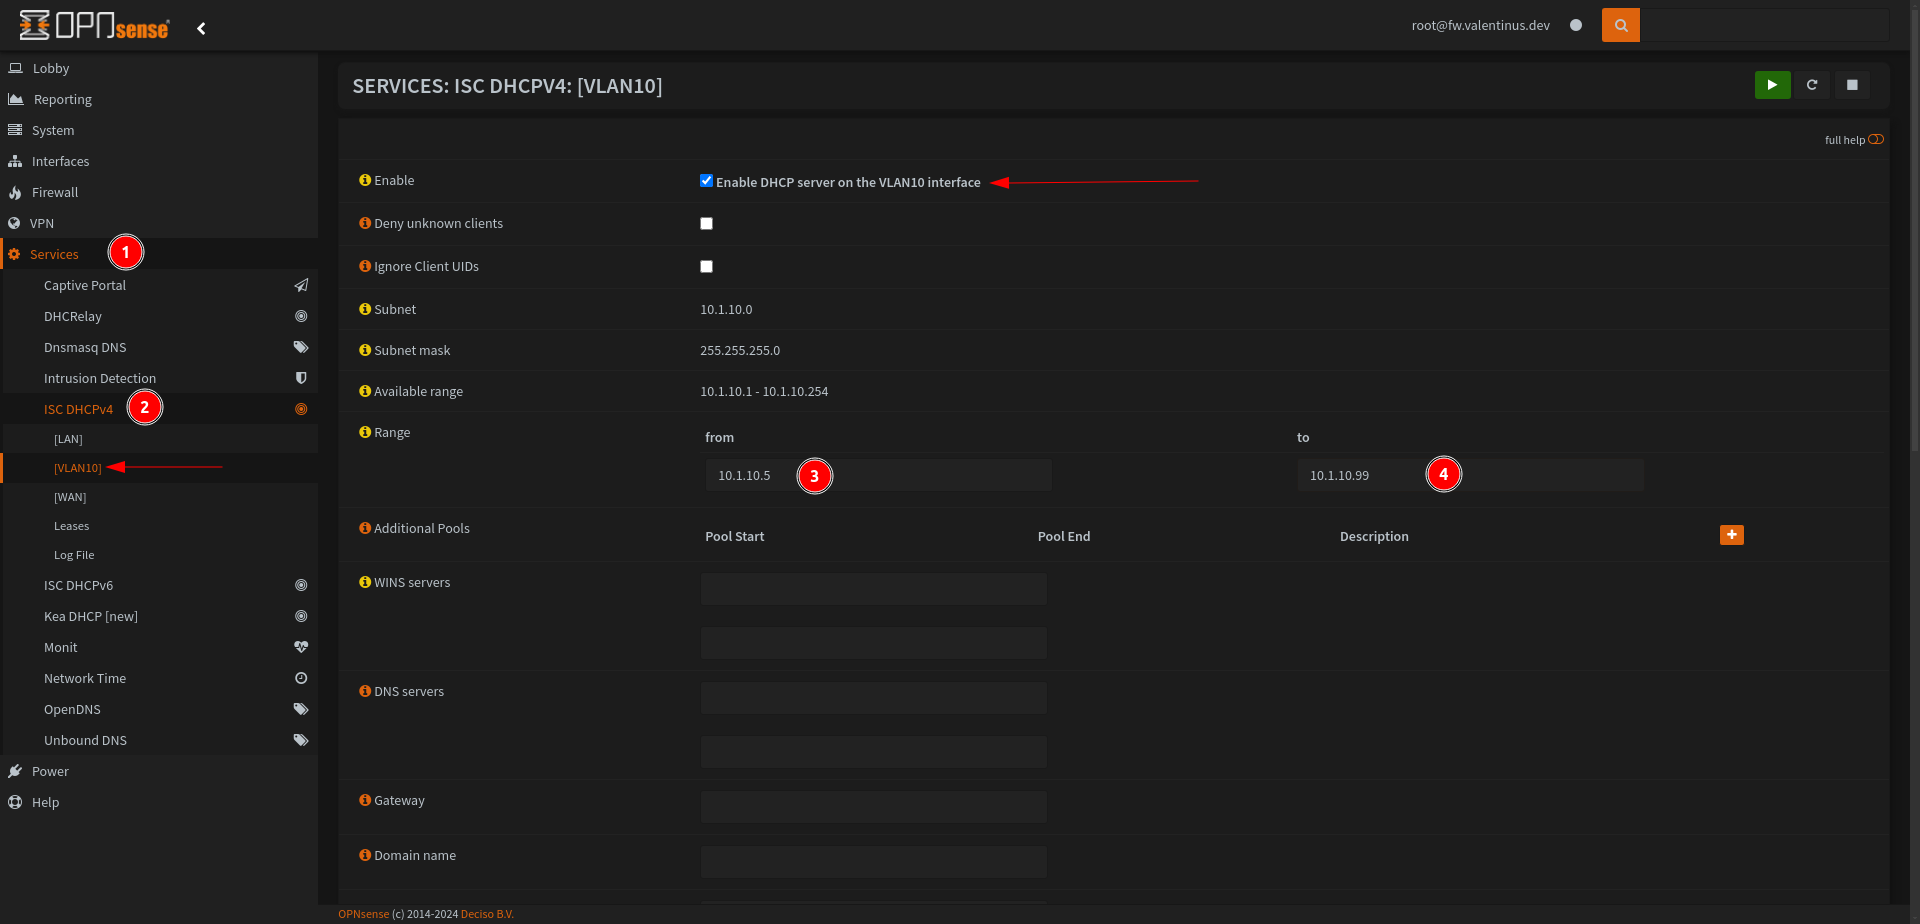 OPNsense
root@fw.valentinus.dev
Lobby
Reporting
System
Interfaces
Firewall
VPN
Services 1
Captive Portal
DHCRelay
Dnsmasq DNS
Intrusion Detection
ISC DHCPv4 2
[LAN]
[VLAN10]
[WAN]
Leases
Log File
ISC DHCPv6
Kea DHCP [new]
Monit
Network Time
OpenDNS
Unbound DNS
Power
Help
SERVICES: ISC DHCPV4: [VLAN10]
full help
Enable Enable DHCP server on the VLAN10 interface
Deny unknown clients
Ignore Client UIDs
Subnet 10.1.10.0
Subnet mask 255.255.255.0
Available range 10.1.10.1 - 10.1.10.254
Range from to
10.1.10.5 3 10.1.10.99 4
Additional Pools Pool Start Pool End Description
WINS servers
DNS servers
Gateway
Domain name
OPNsense (c) 2014-2024 Deciso B.V.